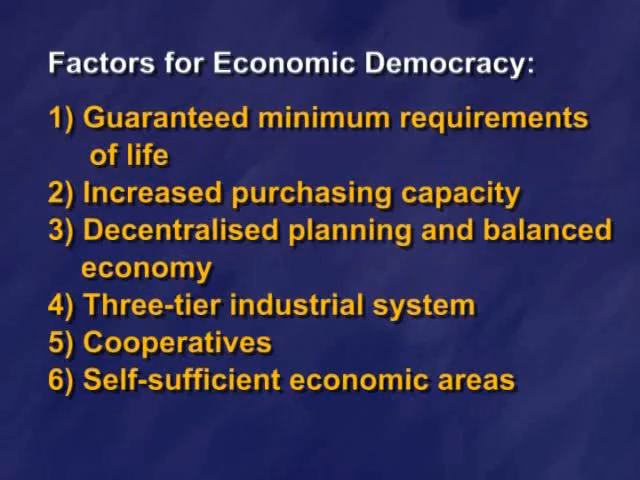 Factors for Economic Democracy:
1) Guaranteed minimum requirements
of life
2) Increased purchasing capacity
3) Decentralised planning and balanced
economy
4) Three-tier industrial system
5) Cooperatives
6) Self-sufficient economic areas